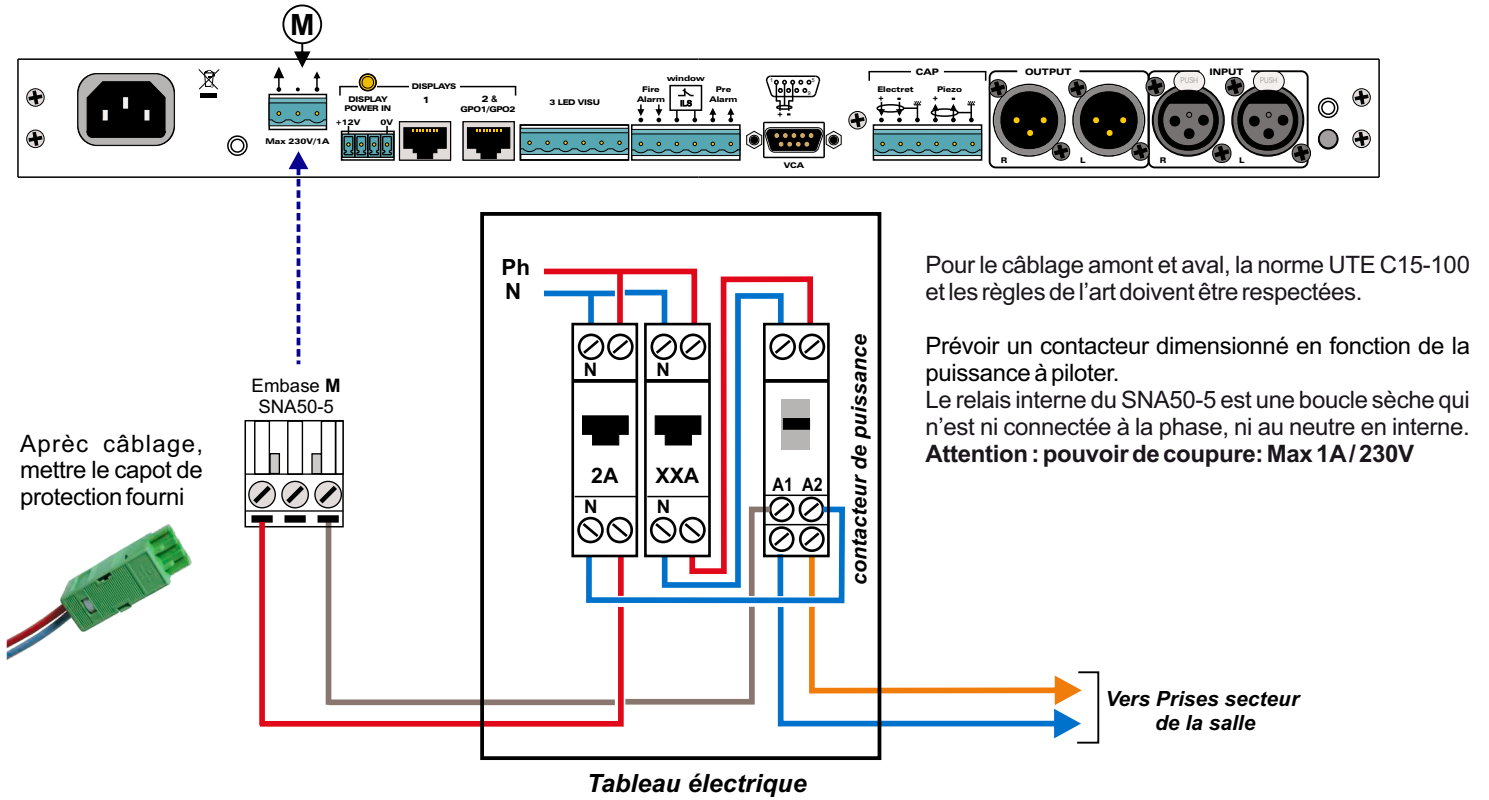 M
DISPLAYS
CAP
OUTPUT
INPUT
DISPLAY
POWER IN
1
2 &
GPO1/GPO2
3 LED VISU
Fire
Alarm
window
ILS
Pre
Alarm
Electret
Piezo
PUSH
PUSH
+12V
0V
+ -
+ -
+ -
Max 230V/1A
VCA
R
L
R
L
Ph
N
Pour le câblage amont et aval, la norme UTE C15-100
et les règles de l'art doivent être respectées.
Prévoir un contacteur dimensionné en fonction de la
puissance à piloter.
Le relais interne du SNA50-5 est une boucle sèche qui
n'est ni connectée à la phase, ni au neutre en interne.
Attention : pouvoir de coupure: Max 1A / 230V
Embase M
SNA50-5
Aprèc câblage,
mettre le capot de
protection fourni
N
N
2A
XXA
N
N
A1 A2
contacteur de puissance
Vers Prises secteur
de la salle
Tableau électrique